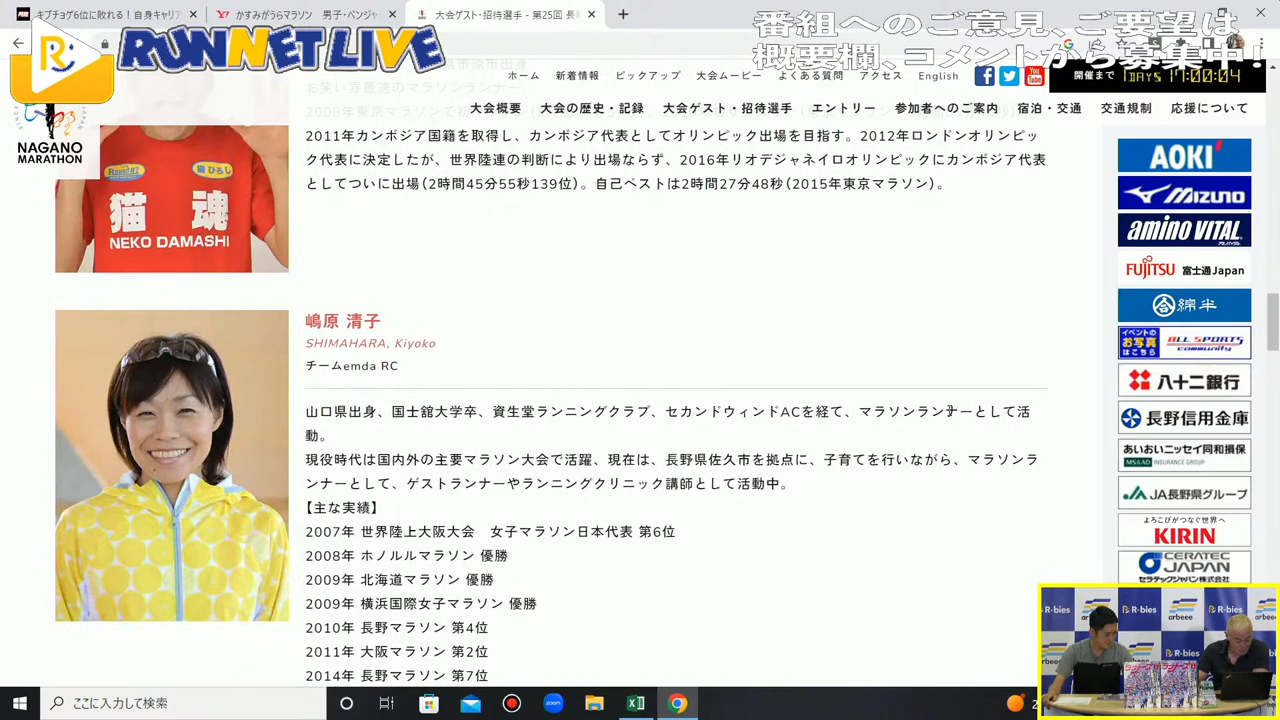 キプチョゲ6位に敗れる！自身キャリア
かすみがうらマラソン 男子・ベンジャ
大会ゲスト・招待選手 - 第25回 長野
番組へのご意見、ご要望は
概要欄、コメントから募集中！
RUNNET LIVE
ホーム 新着情報 ピックアップ 大会ムービー よくある質問 アクセス English
開催まで 1DAYS 17:00:04
大会概要 大会の歴史・記録 大会ゲスト・招待選手 エントリー 参加者へのご案内 宿泊・交通 交通規制 応援について
NAGANO
MARATHON
お笑い界最速のマラソンランナー
2011年カンボジア国籍を取得し、カンボジア代表としてオリンピック出場を目指す。2012年ロンドンオリンピッ
ク代表に決定したが、世界陸連の判断により出場ならず、2016年リオデジャネイロオリンピックにカンボジア代表
としてついに出場（2時間45分55秒139位）。自己ベストは2時間27分48秒（2015年東京マラソン）。
猫ひろし
猫 魂
NEKO DAMASHI
嶋原 清子
SHIMAHARA, Kiyoko
チームemda RC
山口県出身、国士舘大学卒、資生堂ランニングクラブ、セカンドウィンドACを経て、マラソンランナーとして活
動。
現役時代は国内外の主要マラソン大会で活躍、現在は、長野県佐久市を拠点に、子育てを行いながら、マラソンラ
ンナーとして、ゲストランナーやランニングクリニック講師として活動中。
【主な実績】
2007年 世界陸上大阪大会　女子マラソン日本代表 第6位
2008年 ホノルルマラソン 優勝
2009年 北海道マラソン 優勝
2009年 横浜国際女子マラソン 優勝
2010年 長野マラソン 第4位
2011年 大阪マラソン 第2位
2014年 長野マラソン 第7位
AOKI
MIZUNO
amino VITAL
FUJITSU 富士通Japan
綿半
イベントの
お写真
はこちら
ALL SPORTS
community
八十二銀行
長野信用金庫
あいおいニッセイ同和損保
MS&AD INSURANCE GROUP
JA長野県グループ
よろこびがつなぐ世界へ
KIRIN
CERATEC
JAPAN
セラテックジャパン株式会社
R-bies
arbeee
R-bies
arbeee
R-bies
ここに入力して検索
zoom